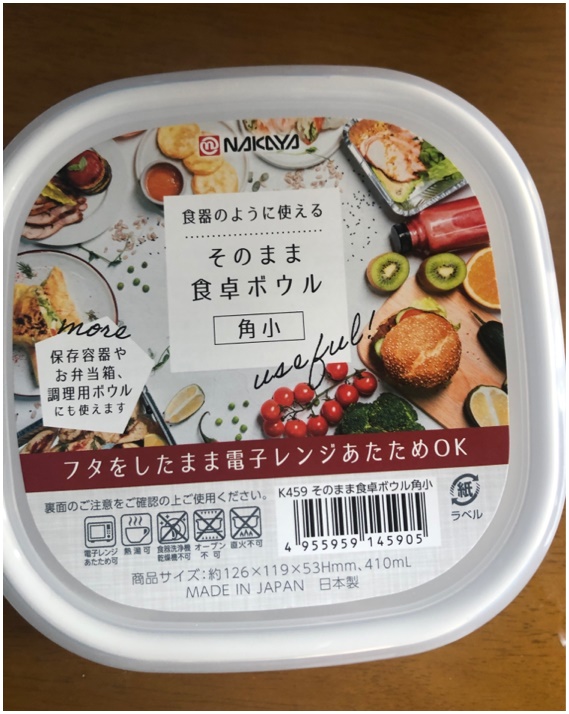 NAKAYA
食器のように使える
そのまま
食卓ボウル
角小
useful!
more
保存容器や
お弁当箱、
調理用ボウル
にも使えます
フタをしたまま電子レンジあたためOK
裏面のご注意をご確認の上ご使用ください。
K459 そのまま食卓ボウル角小
紙
ラベル
電子レンジ
あたため可
熱湯可
食器洗浄機
乾燥機不可
オーブン
不可
直火不可
4 955959 145905
商品サイズ:約126×119×53Hmm、410mL
MADE IN JAPAN 日本製